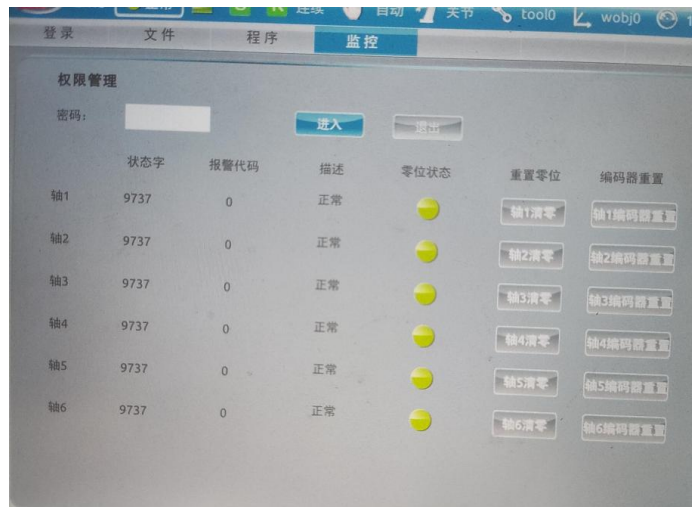 连续 自动 关节 tool0 wobj0
登录 文件 程序 监控
权限管理
密码: 进入 退出
状态字 报警代码 描述 零位状态 重置零位 编码器重置
轴1 9737 0 正常 轴1清零 轴1编码器重置
轴2 9737 0 正常 轴2清零 轴2编码器重置
轴3 9737 0 正常 轴3清零 轴3编码器重置
轴4 9737 0 正常 轴4清零 轴4编码器重置
轴5 9737 0 正常 轴5清零 轴5编码器重置
轴6 9737 0 正常 轴6清零 轴6编码器重置